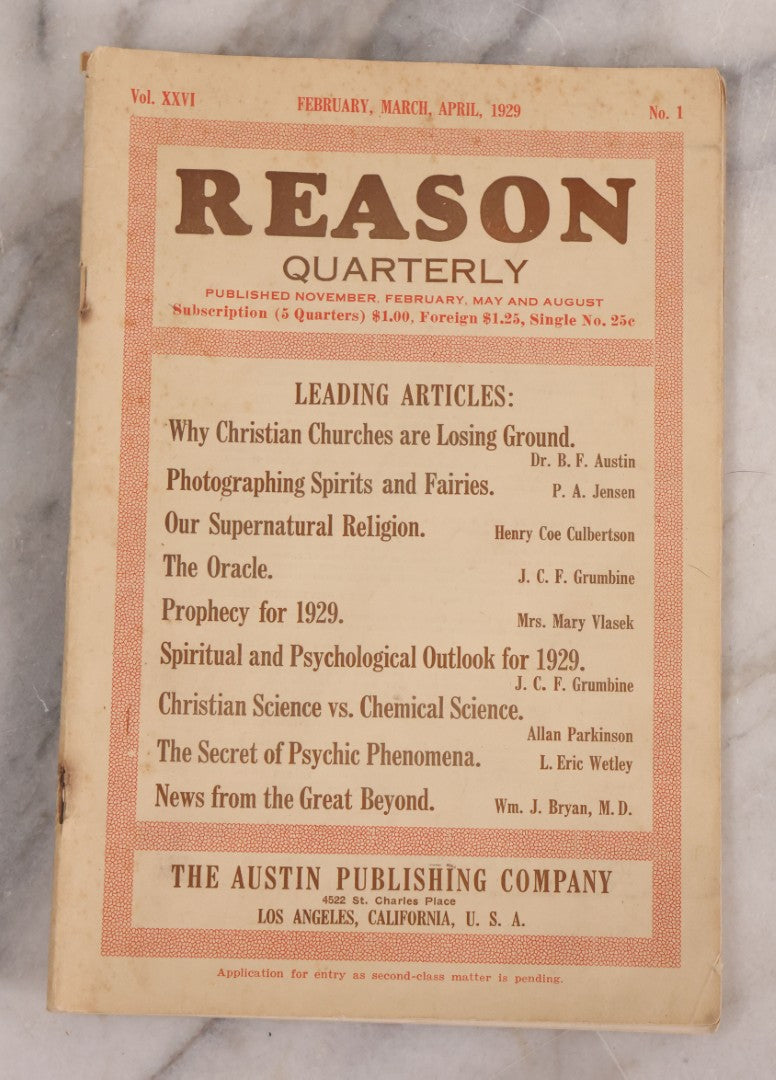 Vol. XXVI FEBRUARY, MARCH, APRIL, 1929 No. 1
REASON
QUARTERLY
PUBLISHED NOVEMBER, FEBRUARY, MAY AND AUGUST
Subscription (5 Quarters) $1.00, Foreign $1.25, Single No. 25c
LEADING ARTICLES:
Why Christian Churches are Losing Ground.
Dr. B. F. Austin
Photographing Spirits and Fairies. P. A. Jensen
Our Supernatural Religion. Henry Coe Culbertson
The Oracle. J. C. F. Grumbine
Prophecy for 1929. Mrs. Mary Vlasek
Spiritual and Psychological Outlook for 1929.
J. C. F. Grumbine
Christian Science vs. Chemical Science.
Allan Parkinson
The Secret of Psychic Phenomena. L. Eric Wetley
News from the Great Beyond. Wm. J. Bryan, M. D.
THE AUSTIN PUBLISHING COMPANY
4522 St. Charles Place
LOS ANGELES, CALIFORNIA, U. S. A.
Application for entry as second-class matter is pending.